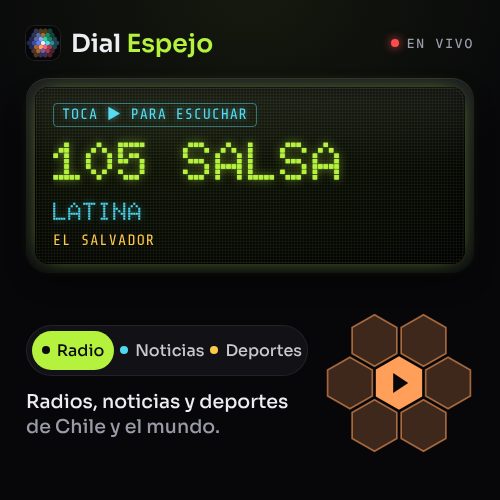 Dial Espejo
EN VIVO
TOCA ▶ PARA ESCUCHAR
105 SALSA
LATINA
EL SALVADOR
Radio Noticias Deportes
Radios, noticias y deportes
de Chile y el mundo.